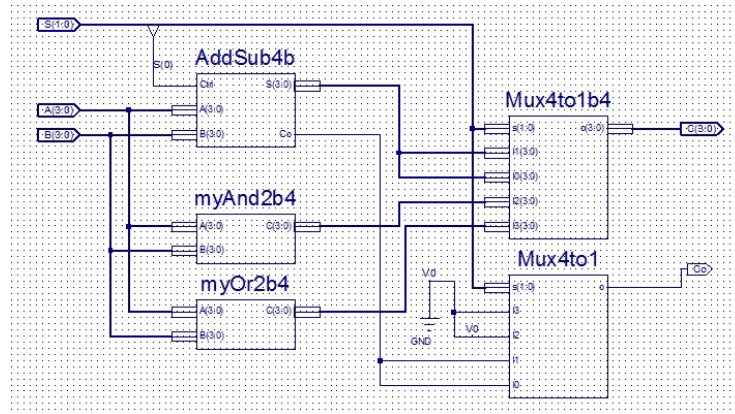 S(1:0)
S(0)
AddSub4b
Ctrl
S(3:0)
A(3:0)
A(3:0)
B(3:0)
B(3:0)
Co
Mux4to1b4
s(1:0)
o(3:0)
C(3:0)
I1(3:0)
I0(3:0)
I2(3:0)
I3(3:0)
myAnd2b4
A(3:0)
C(3:0)
B(3:0)
myOr2b4
A(3:0)
C(3:0)
B(3:0)
Mux4to1
V0
s(1:0)
o
Co
I3
V0
I2
GND
I1
I0